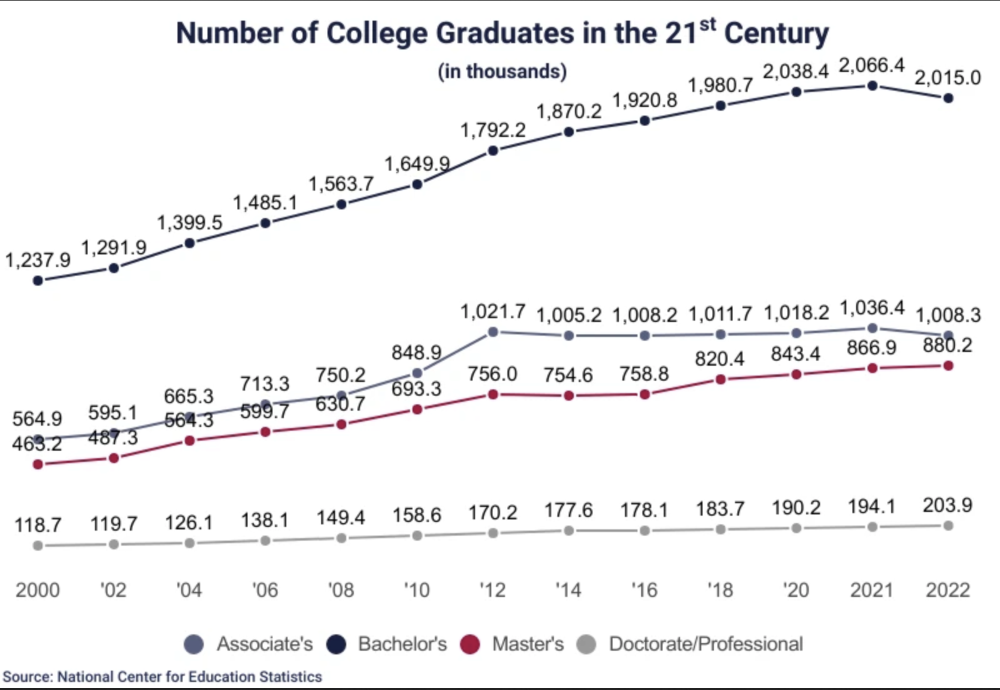 Number of College Graduates in the 21st Century
(in thousands)
1,237.9 1,291.9 1,399.5 1,485.1 1,563.7 1,649.9 1,792.2 1,870.2 1,920.8 1,980.7 2,038.4 2,066.4 2,015.0
564.9 595.1 665.3 713.3 750.2 848.9 1,021.7 1,005.2 1,008.2 1,011.7 1,018.2 1,036.4 1,008.3
463.2 487.3 564.3 599.7 630.7 693.3 756.0 754.6 758.8 820.4 843.4 866.9 880.2
118.7 119.7 126.1 138.1 149.4 158.6 170.2 177.6 178.1 183.7 190.2 194.1 203.9
2000 '02 '04 '06 '08 '10 '12 '14 '16 '18 '20 2021 2022
Associate's Bachelor's Master's Doctorate/Professional
Source: National Center for Education Statistics